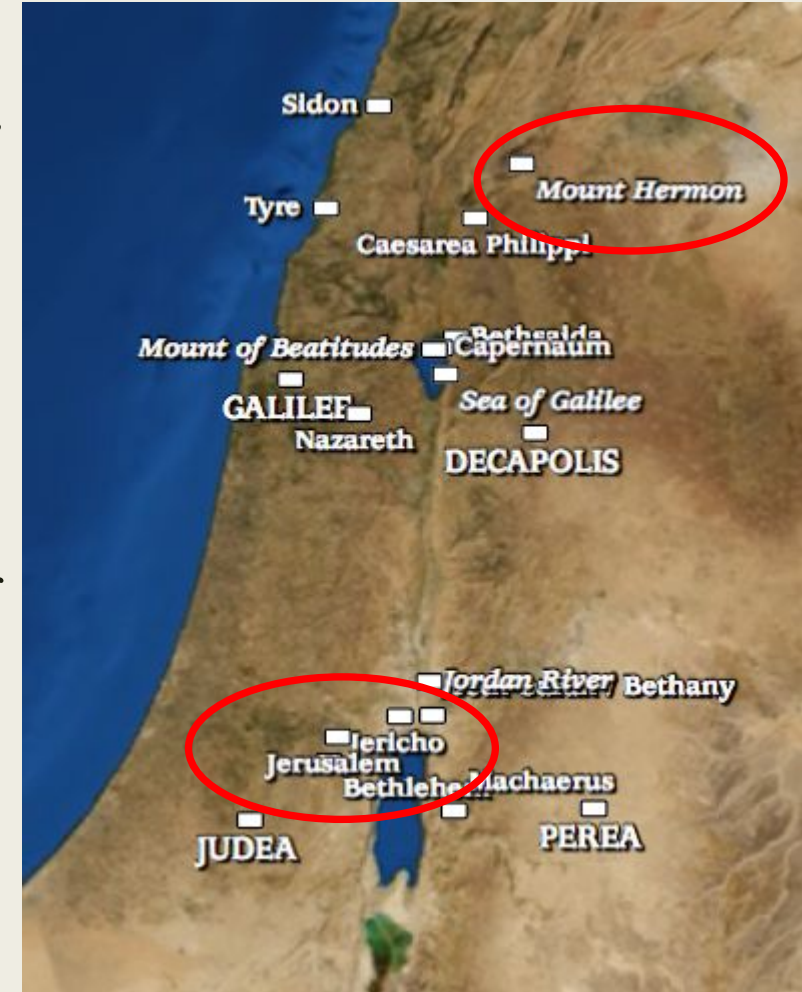 Sidon
Mount Hermon
Tyre
Caesarea Philippi
Bethsaida
Mount of Beatitudes
Capernaum
GALILEE
Sea of Galilee
Nazareth
DECAPOLIS
Jordan River
Bethany
Jericho
Jerusalem
Bethlehem
Machaerus
JUDEA
PEREA